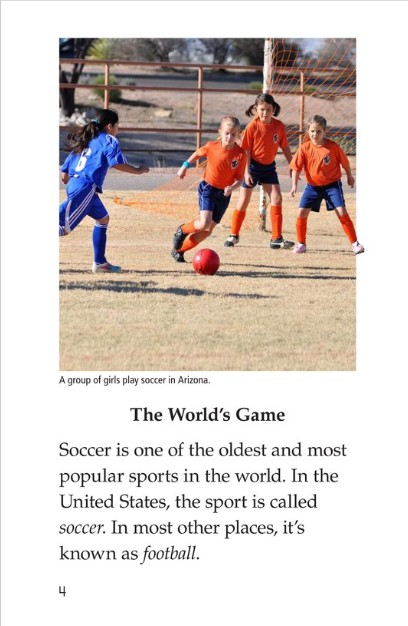 6
A group of girls play soccer in Arizona.
The World's Game
Soccer is one of the oldest and most
popular sports in the world. In the
United States, the sport is called
soccer. In most other places, it's
known as football.
4